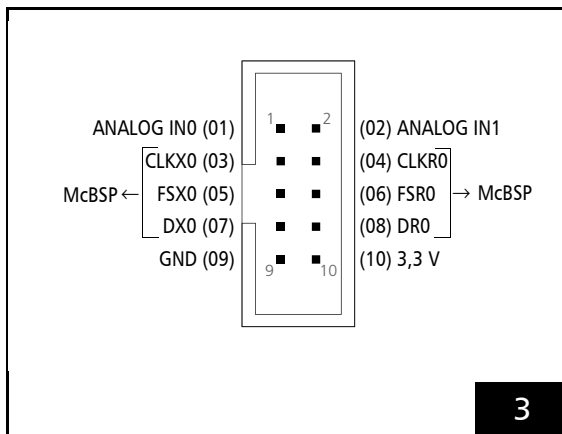 1 2
ANALOG IN0 (01) (02) ANALOG IN1
CLKX0 (03) (04) CLKR0
McBSP ← FSX0 (05) (06) FSR0 → McBSP
DX0 (07) (08) DR0
GND (09) (10) 3,3 V
9 10
3